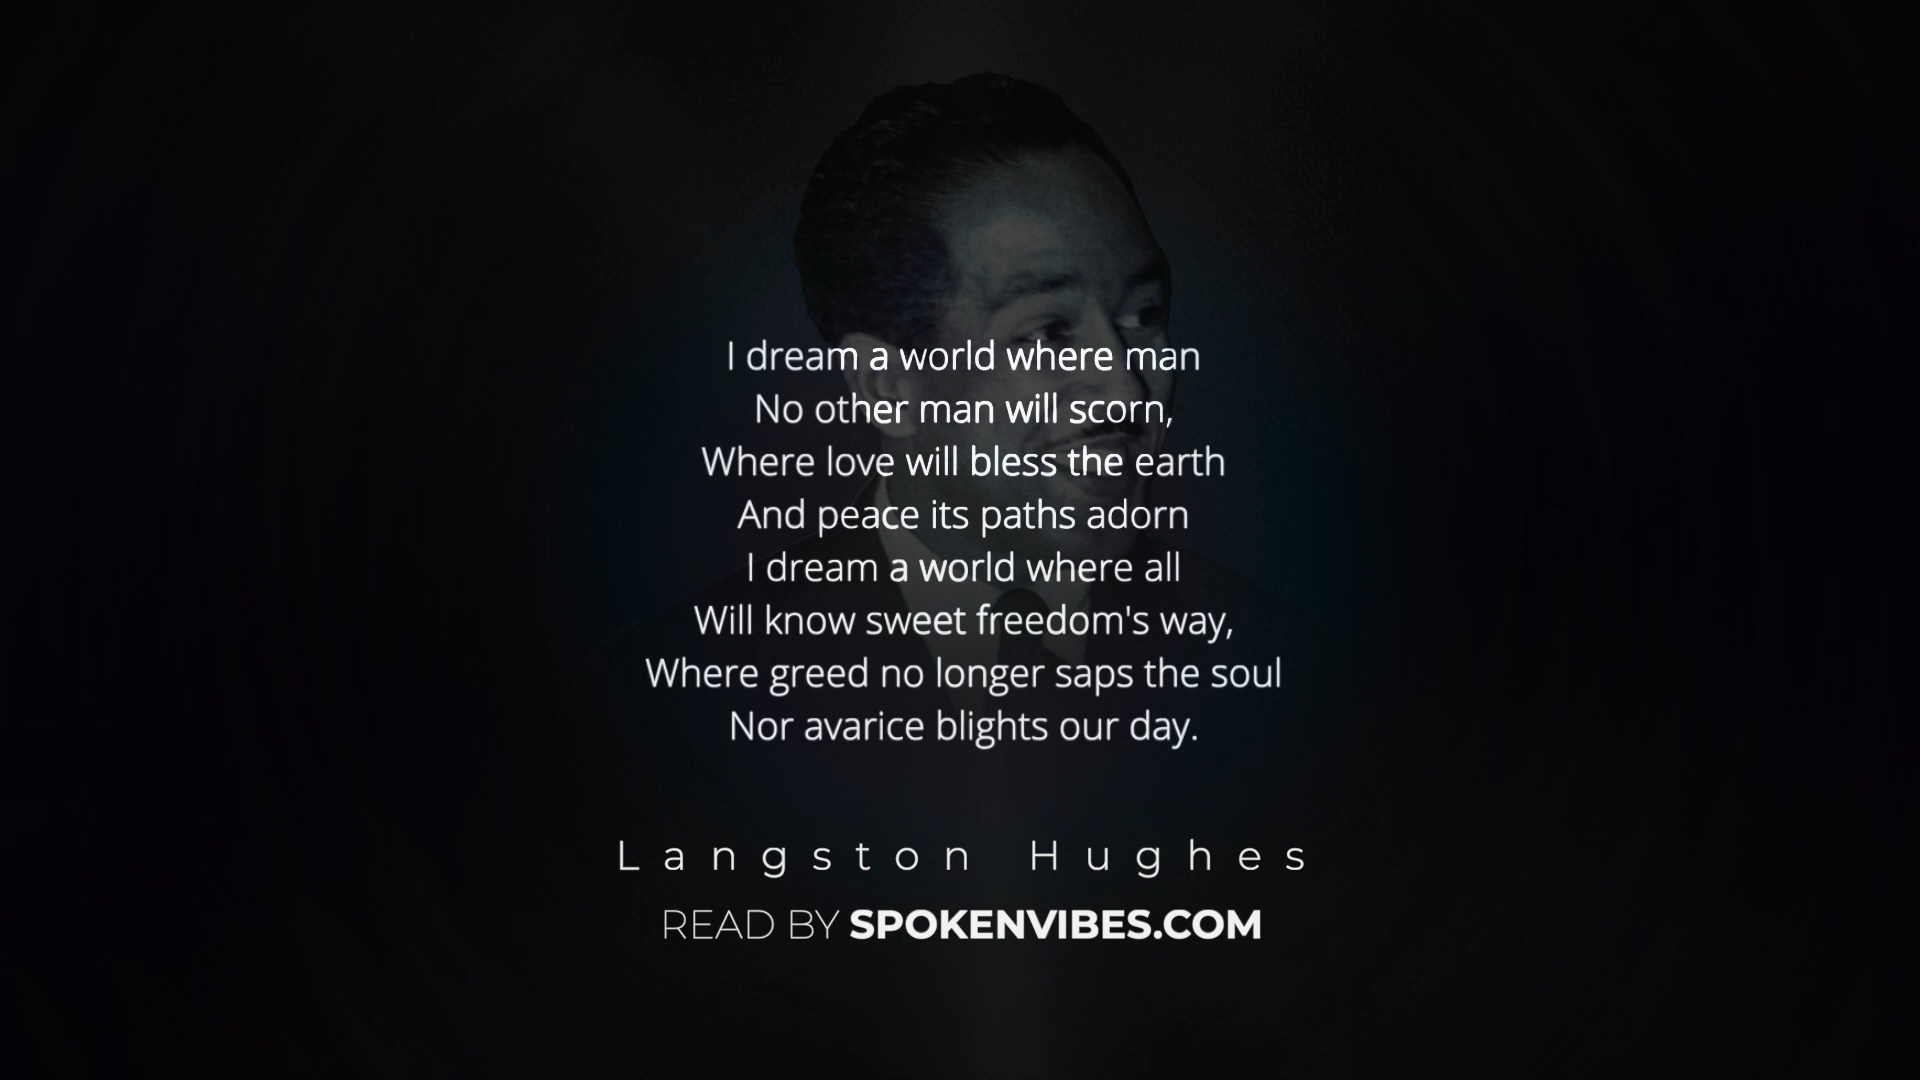 I dream a world where man
No other man will scorn,
Where love will bless the earth
And peace its paths adorn
I dream a world where all
Will know sweet freedom's way,
Where greed no longer saps the soul
Nor avarice blights our day.
Langston Hughes
READ BY SPOKENVIBES.COM